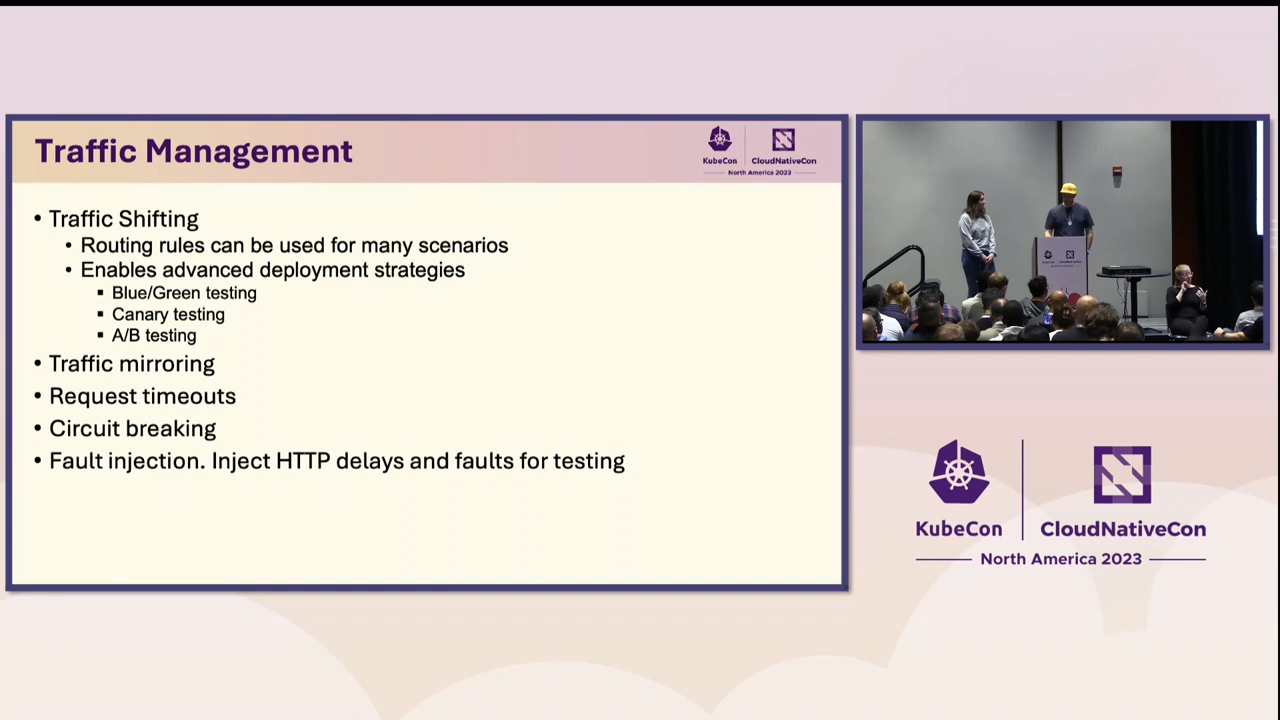 Traffic Management
KubeCon
CloudNativeCon
North America 2023
• Traffic Shifting
• Routing rules can be used for many scenarios
• Enables advanced deployment strategies
▪ Blue/Green testing
▪ Canary testing
▪ A/B testing
• Traffic mirroring
• Request timeouts
• Circuit breaking
• Fault injection. Inject HTTP delays and faults for testing
KubeCon
CloudNativeCon
North America 2023